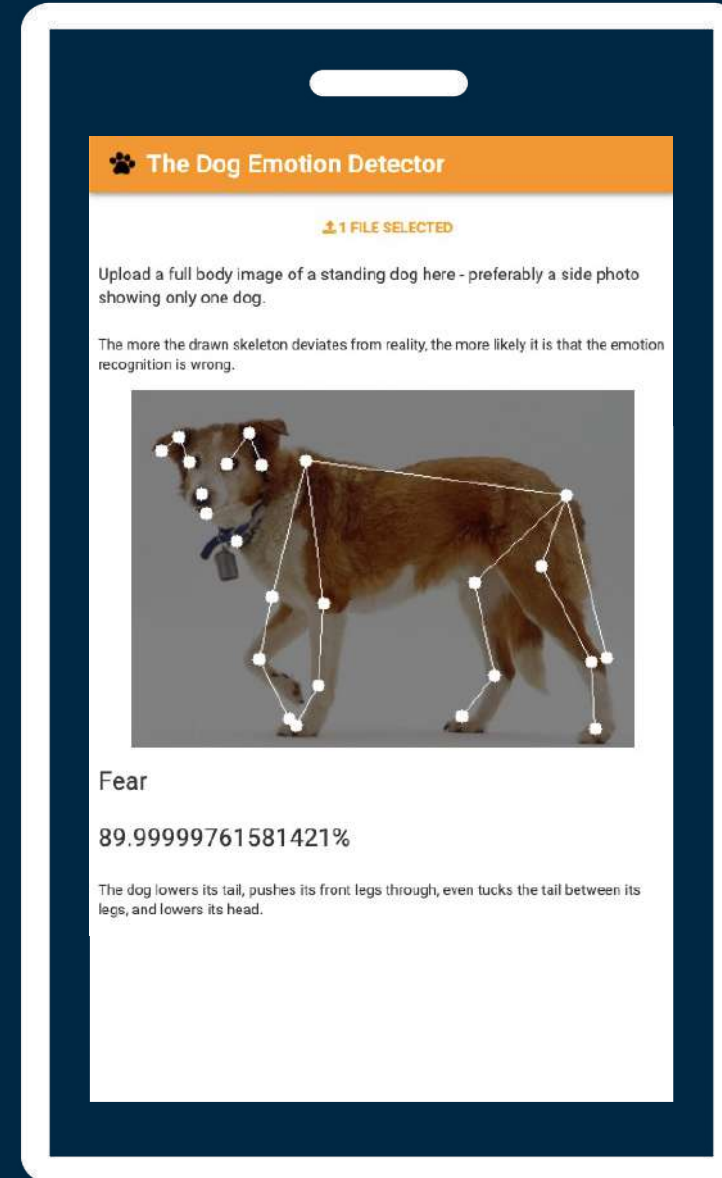 The Dog Emotion Detector
1 FILE SELECTED
Upload a full body image of a standing dog here - preferably a side photo
showing only one dog.
The more the drawn skeleton deviates from reality, the more likely it is that the emotion
recognition is wrong.
Fear
89.99999761581421%
The dog lowers its tail, pushes its front legs through, even tucks the tail between its
legs, and lowers its head.